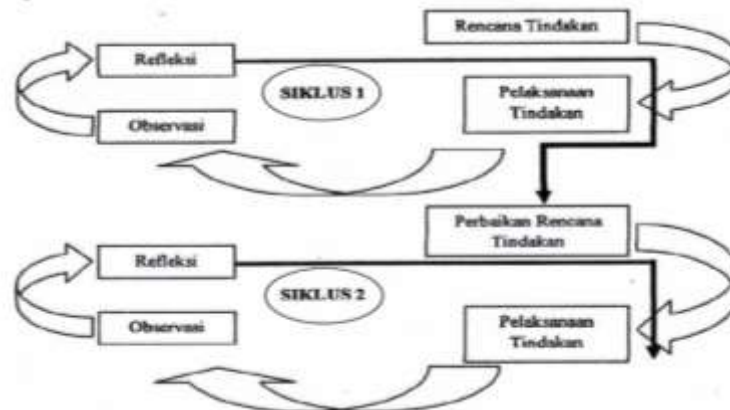 Rencana Tindakan
Refleksi
SIKLUS 1
Pelaksanaan
Tindakan
Observasi
Perbaikan Rencana
Tindakan
Refleksi
SIKLUS 2
Observasi
Pelaksanaan
Tindakan